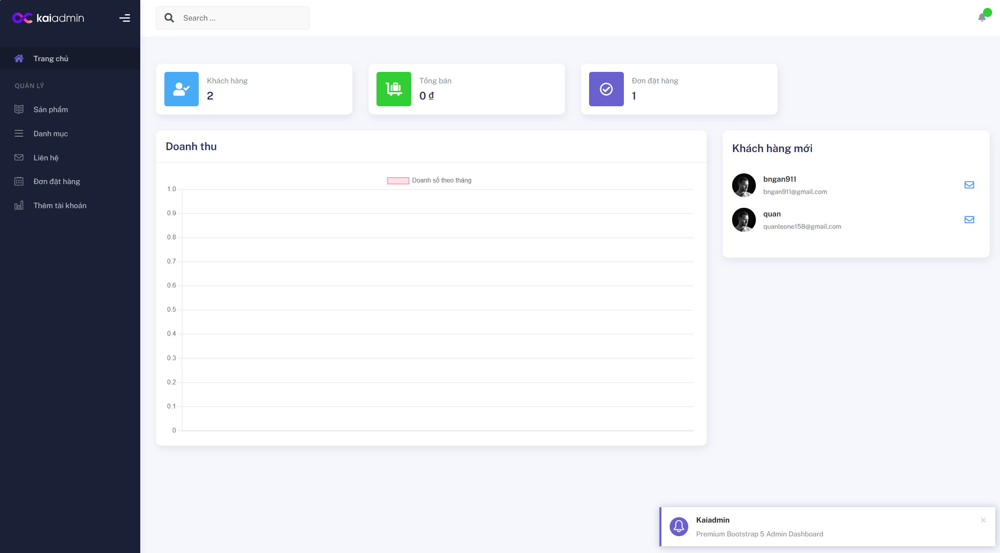 kaiadmin
Search ...
Trang chủ
QUẢN LÝ
Sản phẩm
Danh mục
Liên hệ
Đơn đặt hàng
Thêm tài khoản
Khách hàng
2
Tổng bán
0 ₫
Đơn đặt hàng
1
Doanh thu
Doanh số theo tháng
1.0
0.9
0.8
0.7
0.6
0.5
0.4
0.3
0.2
0.1
0
Khách hàng mới
bngan911
bngan911@gmail.com
quan
quanleone158@gmail.com
Kaiadmin
×
Premium Bootstrap 5 Admin Dashboard